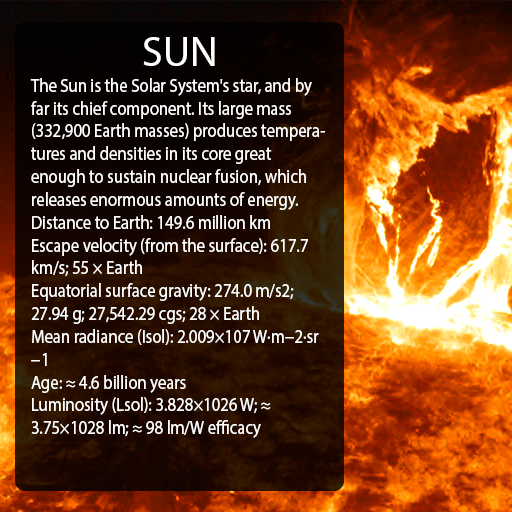 SUN
The Sun is the Solar System's star, and by
far its chief component. Its large mass
(332,900 Earth masses) produces tempera-
tures and densities in its core great
enough to sustain nuclear fusion, which
releases enormous amounts of energy.
Distance to Earth: 149.6 million km
Escape velocity (from the surface): 617.7
km/s; 55 × Earth
Equatorial surface gravity: 274.0 m/s2;
27.94 g; 27,542.29 cgs; 28 × Earth
Mean radiance (Isol): 2.009×107 W·m−2·sr
−1
Age: ≈ 4.6 billion years
Luminosity (Lsol): 3.828×1026 W; ≈
3.75×1028 lm; ≈ 98 lm/W efficacy